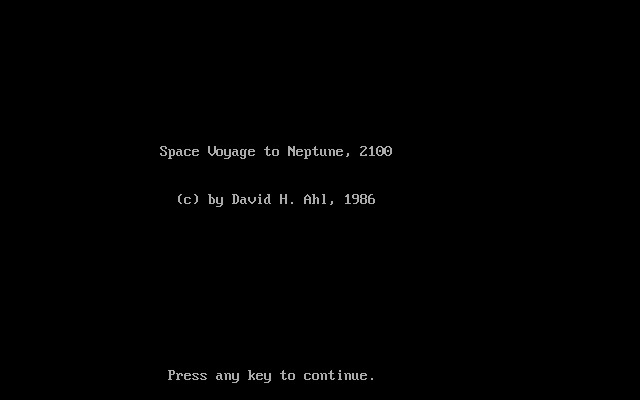 Space Voyage to Neptune, 2100
(c) by David H. Ahl, 1986
Press any key to continue.